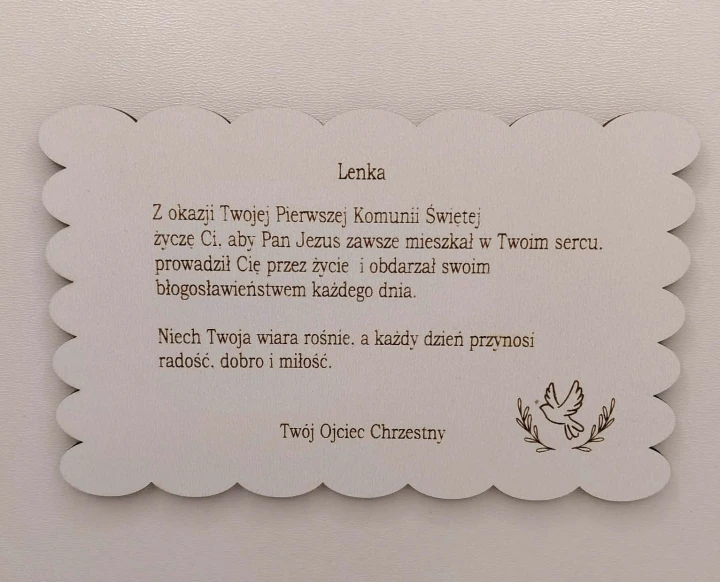 Lenka
Z okazji Twojej Pierwszej Komunii Świętej
życzę Ci, aby Pan Jezus zawsze mieszkał w Twoim sercu,
prowadził Cię przez życie i obdarzał swoim
błogosławieństwem każdego dnia.
Niech Twoja wiara rośnie, a każdy dzień przynosi
radość, dobro i miłość.
Twój Ojciec Chrzestny